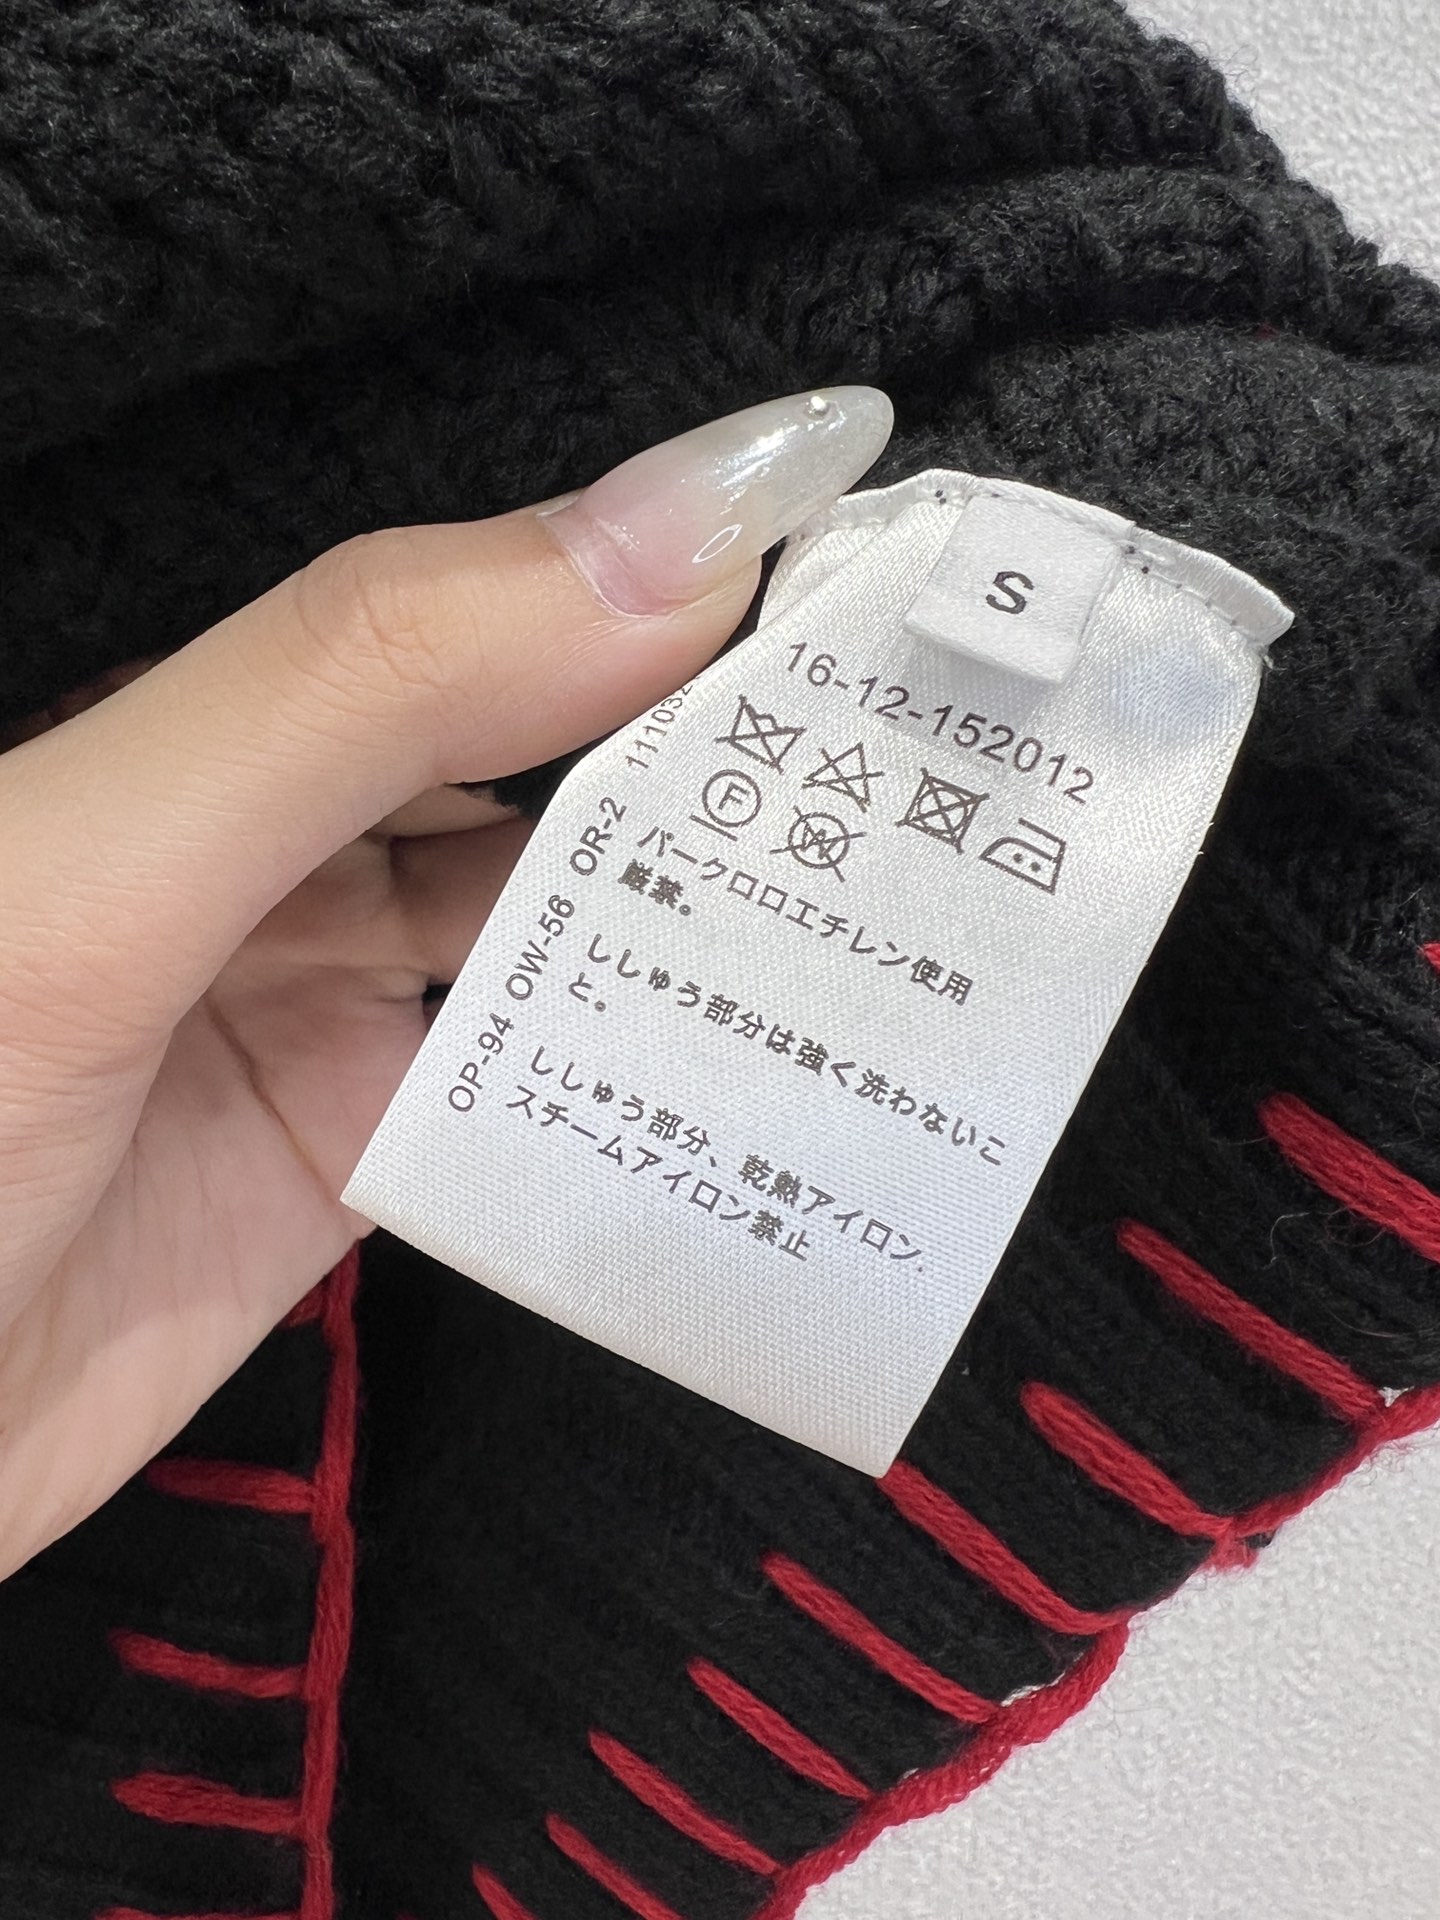 S
16-12-152012
F
W
パークロロエチレン使用
厳禁。
ししゅう部分は強く洗わないこ
と。
ししゅう部分、乾熱アイロン.
スチームアイロン禁止
OP-94 OW-56 OR-2